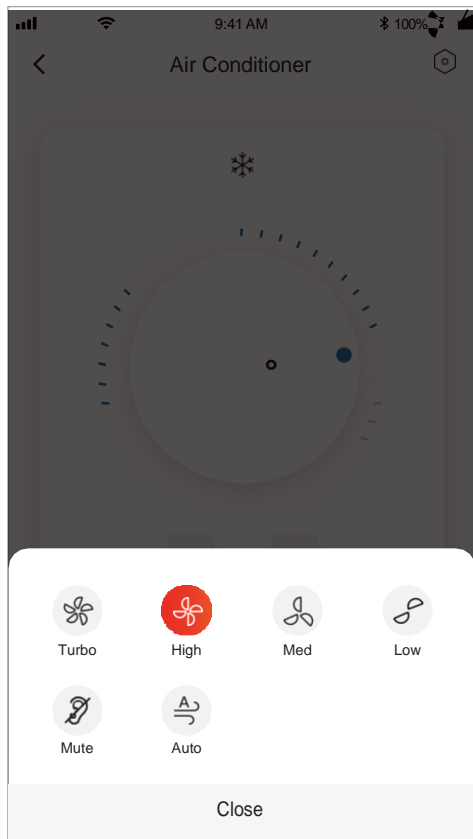 9:41 AM 100%
Air Conditioner
Turbo High Med Low
A
Mute Auto
Close